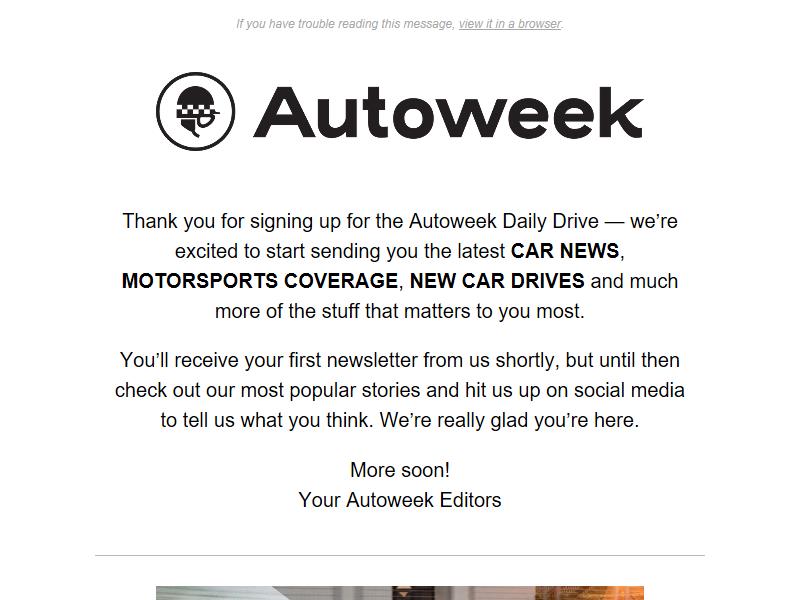 If you have trouble reading this message, view it in a browser.
Autoweek
Thank you for signing up for the Autoweek Daily Drive — we’re
excited to start sending you the latest CAR NEWS,
MOTORSPORTS COVERAGE, NEW CAR DRIVES and much
more of the stuff that matters to you most.
You’ll receive your first newsletter from us shortly, but until then
check out our most popular stories and hit us up on social media
to tell us what you think. We’re really glad you’re here.
More soon!
Your Autoweek Editors